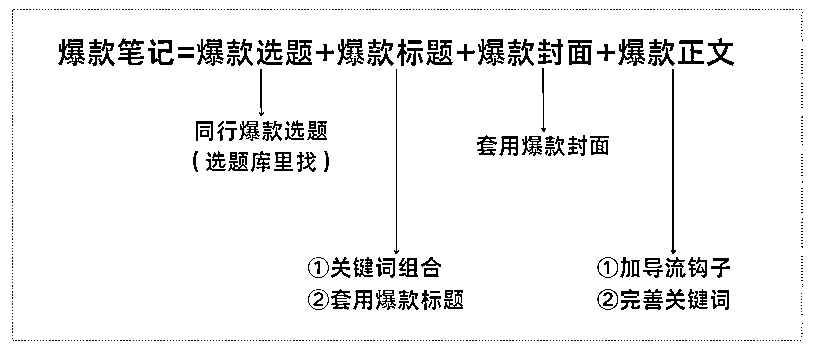 爆款笔记=爆款选题+爆款标题+爆款封面+爆款正文
同行爆款选题
(选题库里找)
套用爆款封面
①关键词组合
②套用爆款标题
①加导流钩子
②完善关键词